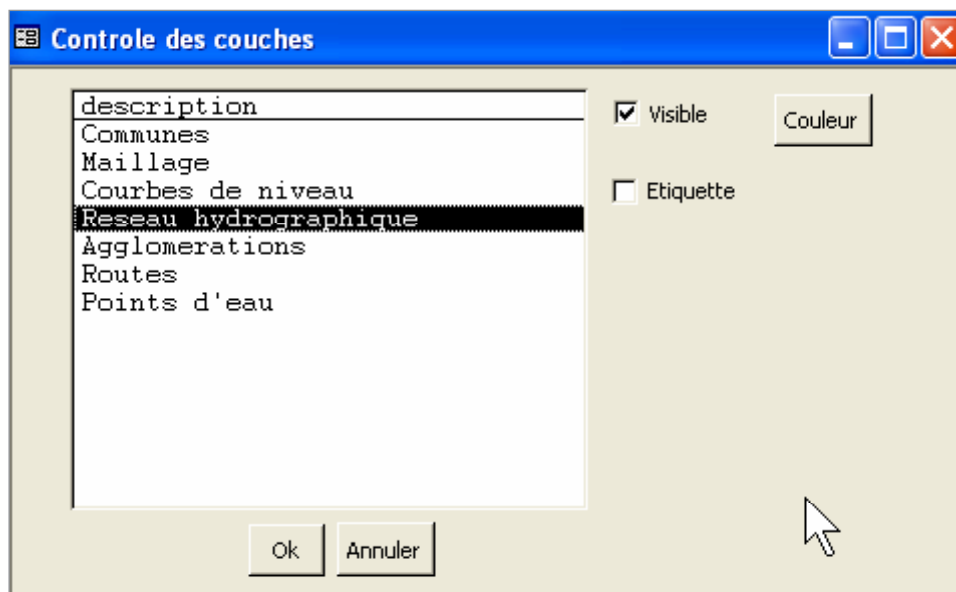 Controle des couches
description
Communes
Maillage
Courbes de niveau
Reseau hydrographique
Agglomerations
Routes
Points d'eau
Visible
Couleur
Etiquette
Ok
Annuler